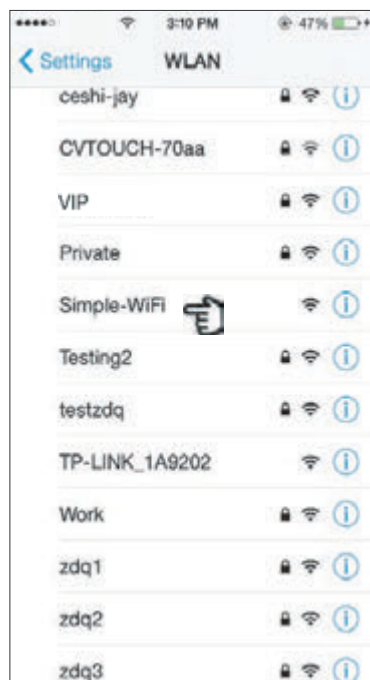 3:10 PM 47%
Settings WLAN
ceshi-jay
CVTOUCH-70aa
VIP
Private
Simple-WiFi
Testing2
testzdq
TP-LINK_1A9202
Work
zdq1
zdq2
zdq3